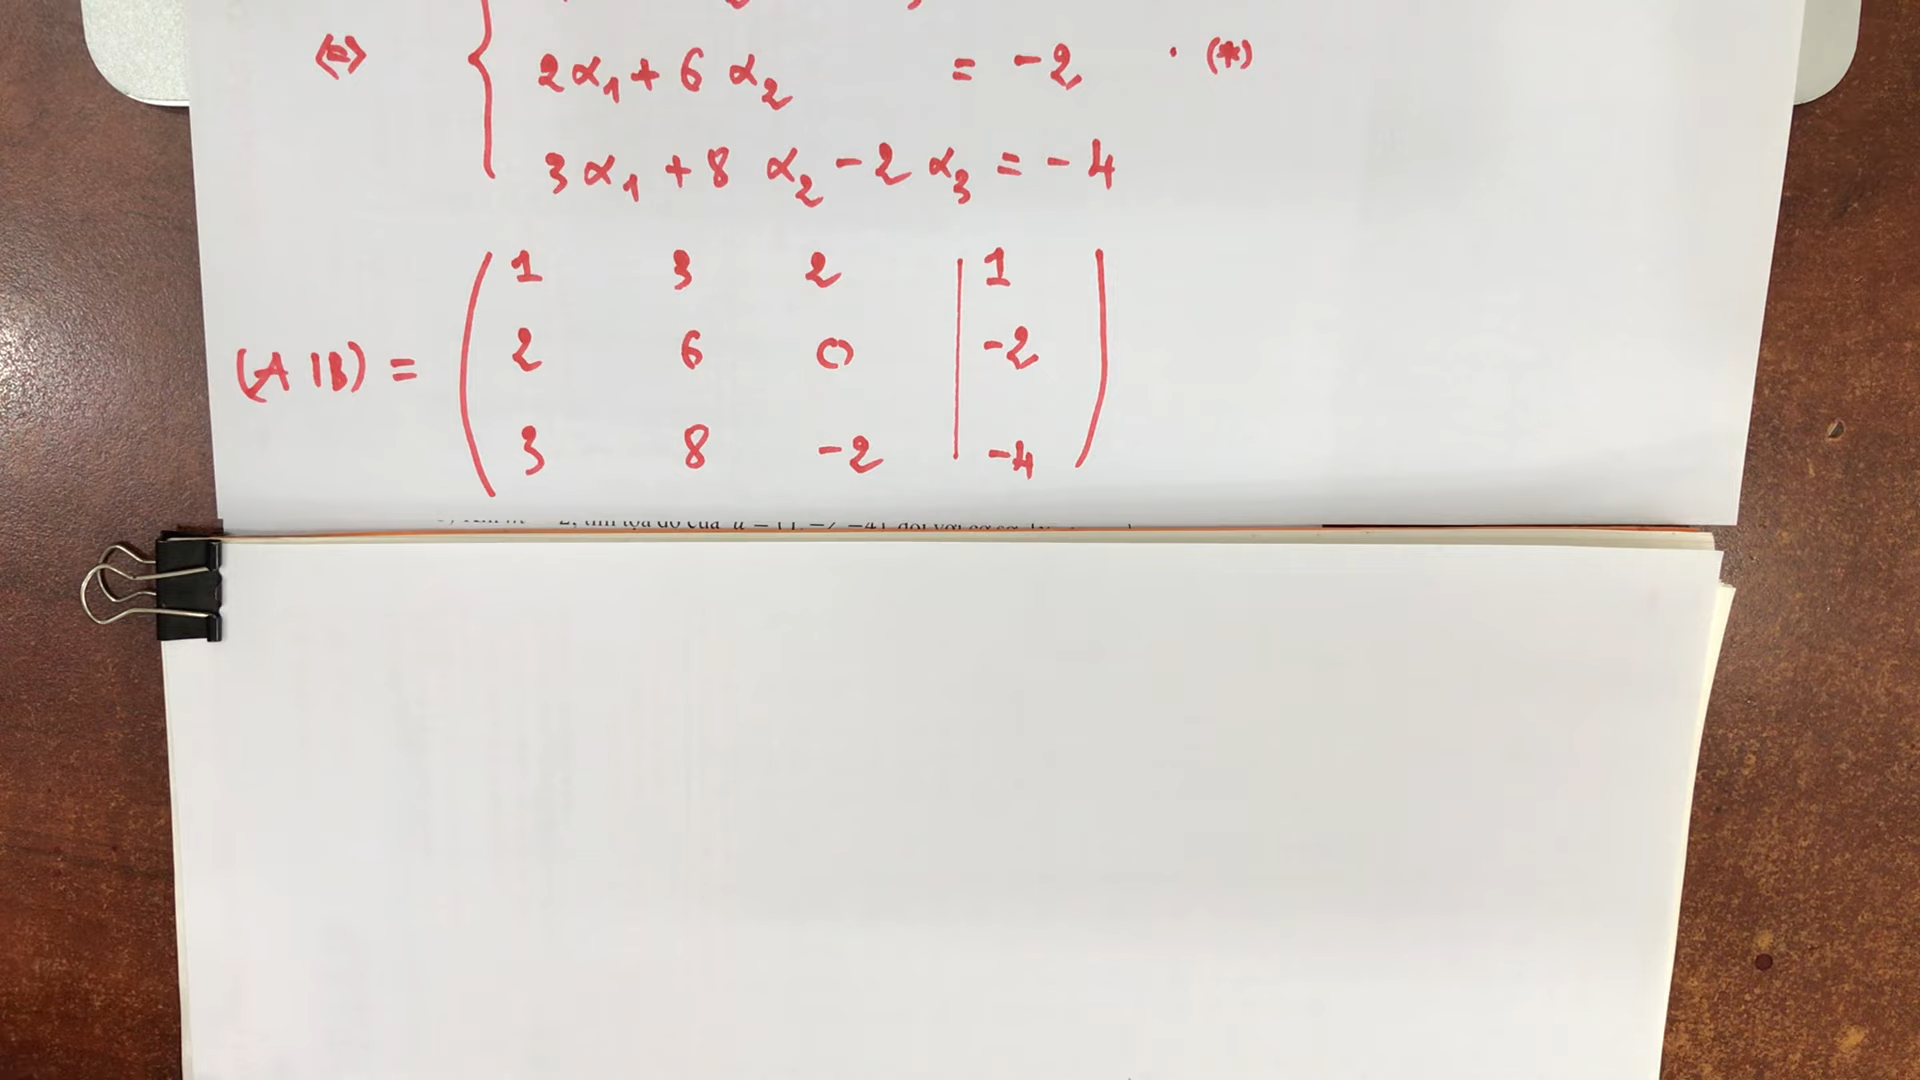 ⇔ { 2α₁ + 6α₂ = -2 . (*)
3α₁ + 8α₂ - 2α₃ = -4
(A|B) = ( 1 3 2 | 1
2 6 0 | -2
3 8 -2 | -4 )